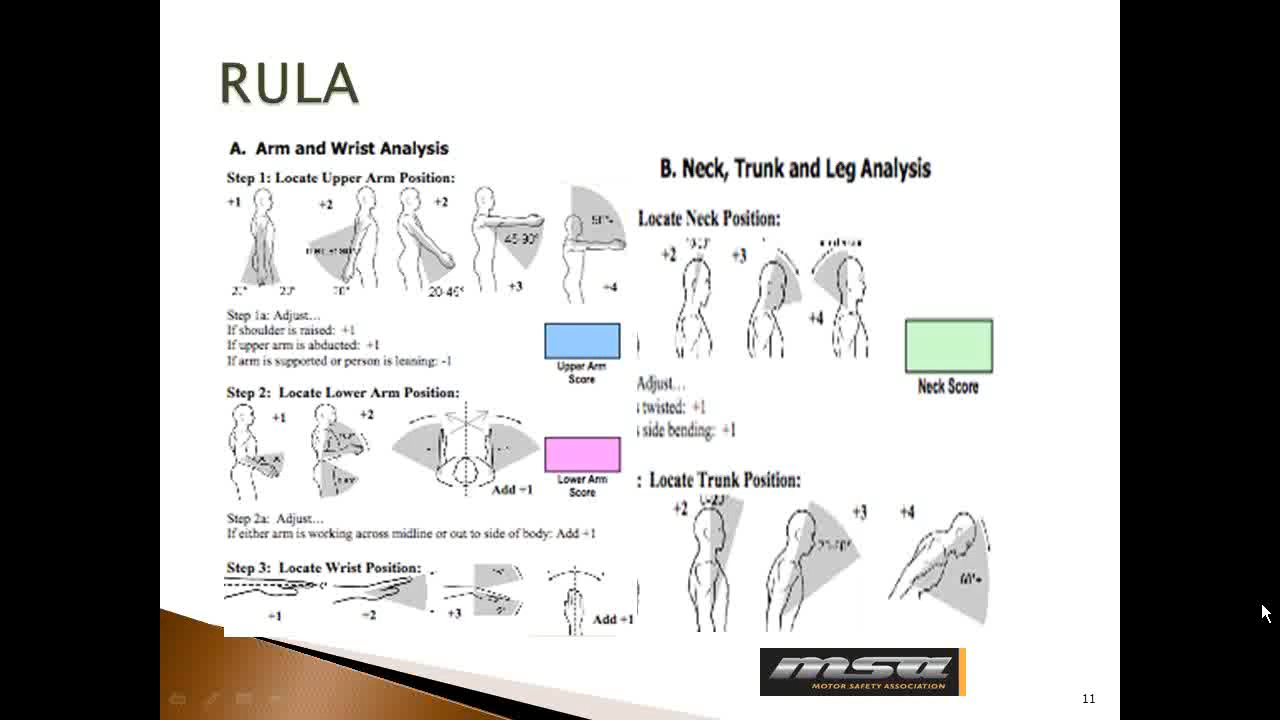 RULA
A. Arm and Wrist Analysis
Step 1: Locate Upper Arm Position:
+1
+2
+2
45-90°
+3
+4
20-45°
Step 1a: Adjust...
If shoulder is raised: +1
If upper arm is abducted: +1
If arm is supported or person is leaning: -1
Upper Arm
Score
Step 2: Locate Lower Arm Position:
+1
+2
Add +1
Lower Arm
Score
Step 2a: Adjust...
If either arm is working across midline or out to side of body: Add +1
Step 3: Locate Wrist Position:
+1
+2
+3
Add +1
B. Neck, Trunk and Leg Analysis
Locate Neck Position:
+2
+3
+4
Neck Score
Adjust...
twisted: +1
side bending: +1
: Locate Trunk Position:
+2
+3
+4
60°+
msa
MOTOR SAFETY ASSOCIATION
11